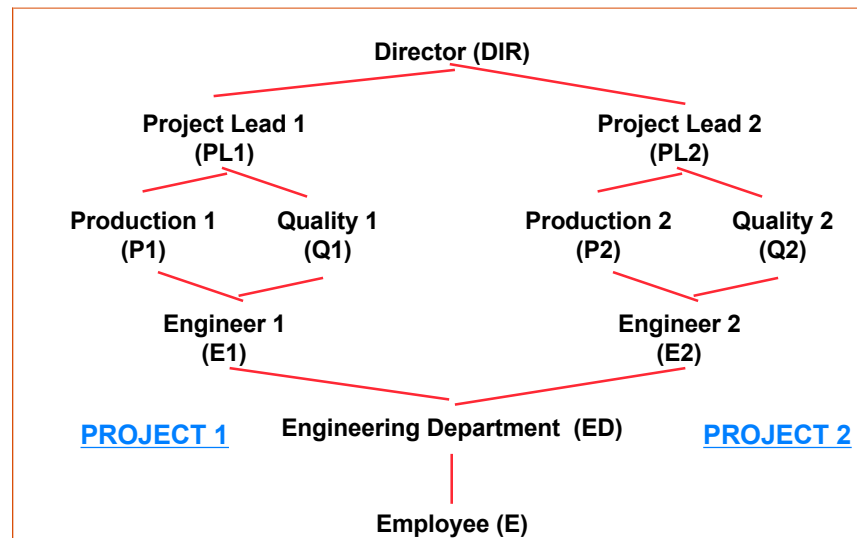 Director (DIR)
Project Lead 1
(PL1)
Project Lead 2
(PL2)
Production 1
(P1)
Quality 1
(Q1)
Production 2
(P2)
Quality 2
(Q2)
Engineer 1
(E1)
Engineer 2
(E2)
PROJECT 1
Engineering Department (ED)
PROJECT 2
Employee (E)